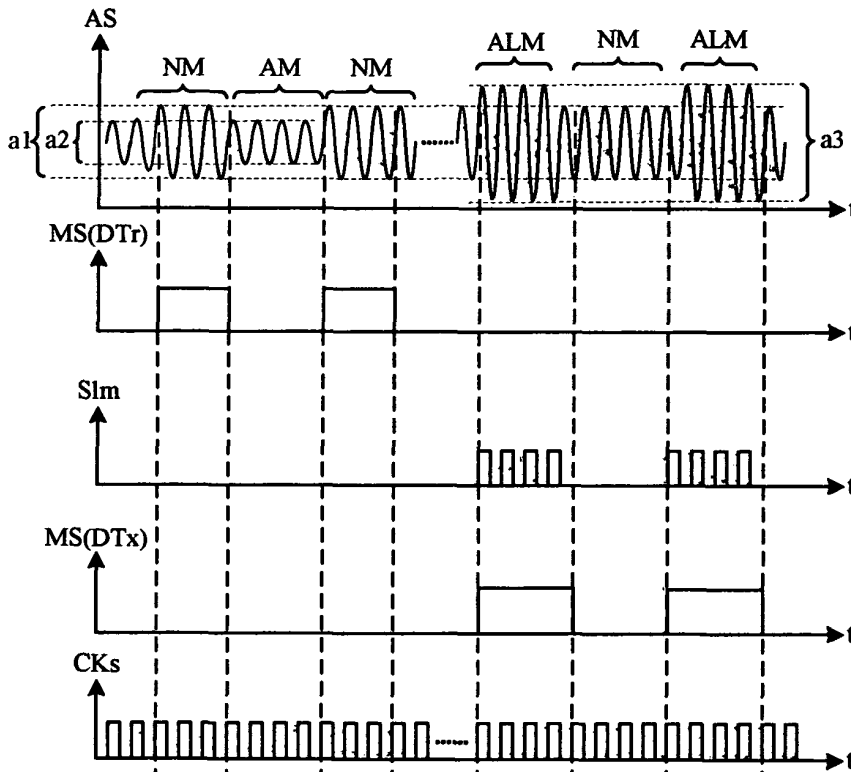 AS
ALM NM ALM
NM AM NM
a1 a2 a3
t
MS(DTr)
t
Slm
t
MS(DTx)
t
CKs
t